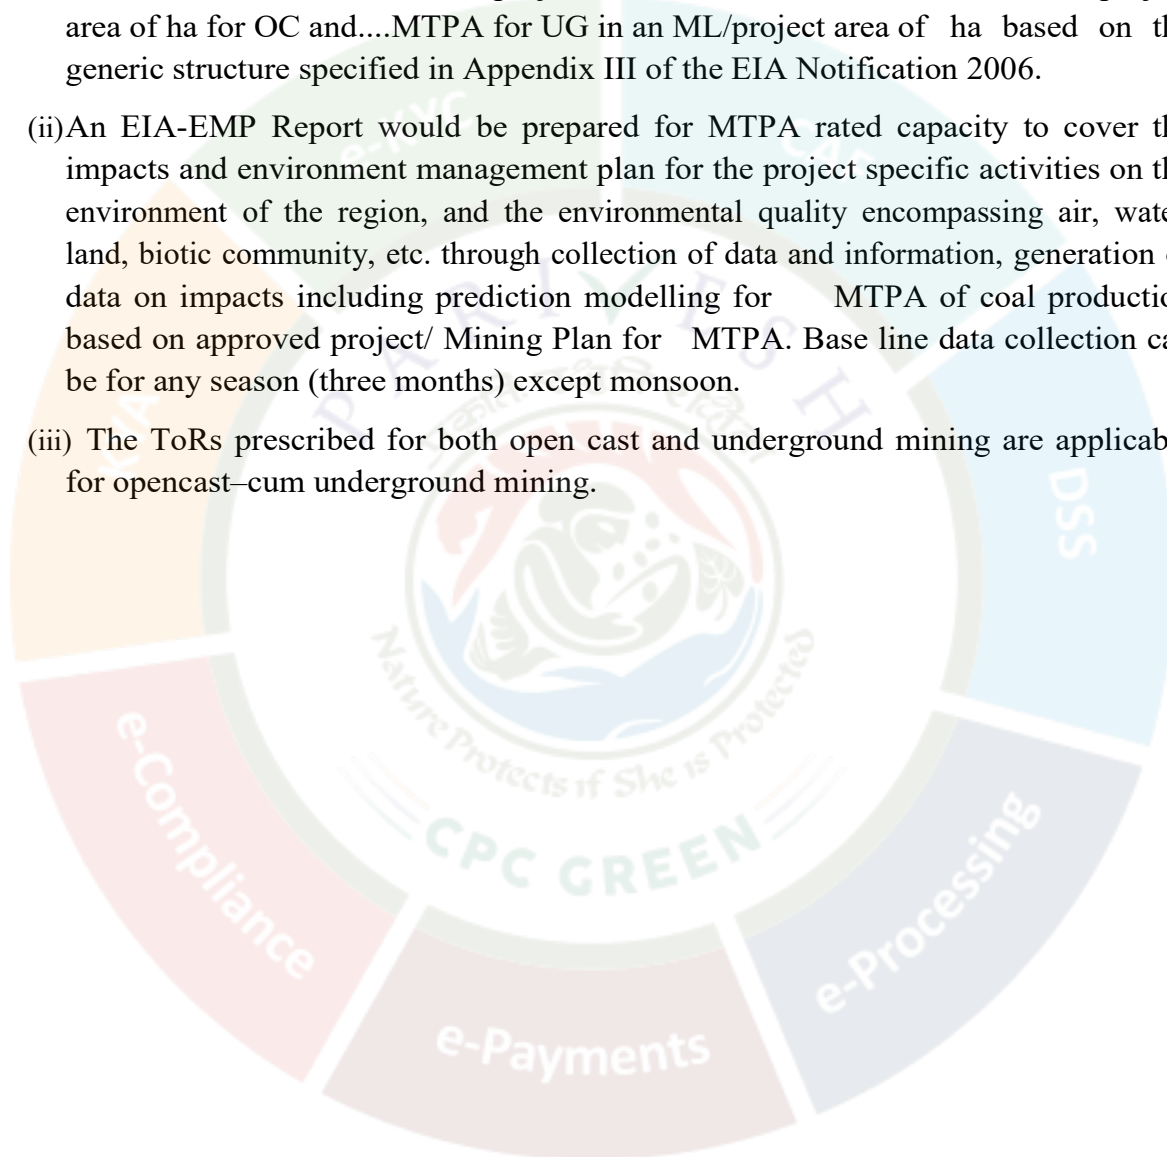 area of ha for OC and....MTPA for UG in an ML/project area of ha based on
generic structure specified in Appendix III of the EIA Notification 2006.
(ii)An EIA-EMP Report would be prepared for MTPA rated capacity to cover
impacts and environment management plan for the project specific activities on
environment of the region, and the environmental quality encompassing air,
land, biotic community, etc. through collection of data and information, generation
data on impacts including prediction modelling for MTPA of coal
based on approved project/ Mining Plan for MTPA. Base line data collection
be for any season (three months) except monsoon.
(iii) The ToRs prescribed for both open cast and underground mining are
for opencast–cum underground mining.
e-KYC
CAF
PARIVESH
KYA
DSS
Nature Protects if She is Protected
CPC GREEN
e-Compliance
e-Processing
e-Payments